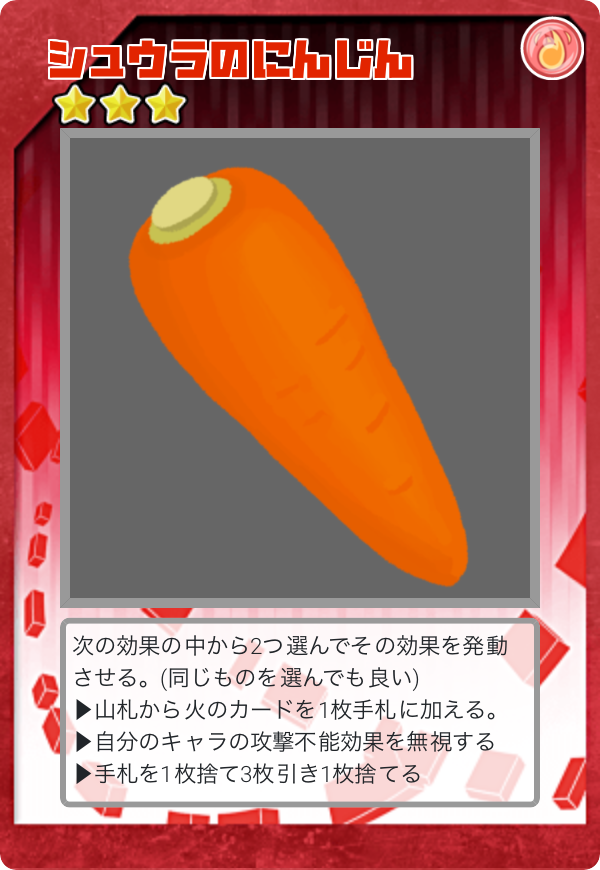 シュウラのにんじん
次の効果の中から2つ選んでその効果を発動
させる。(同じものを選んでも良い)
▶山札から火のカードを1枚手札に加える。
▶自分のキャラの攻撃不能効果を無視する
▶手札を1枚捨て3枚引き1枚捨てる